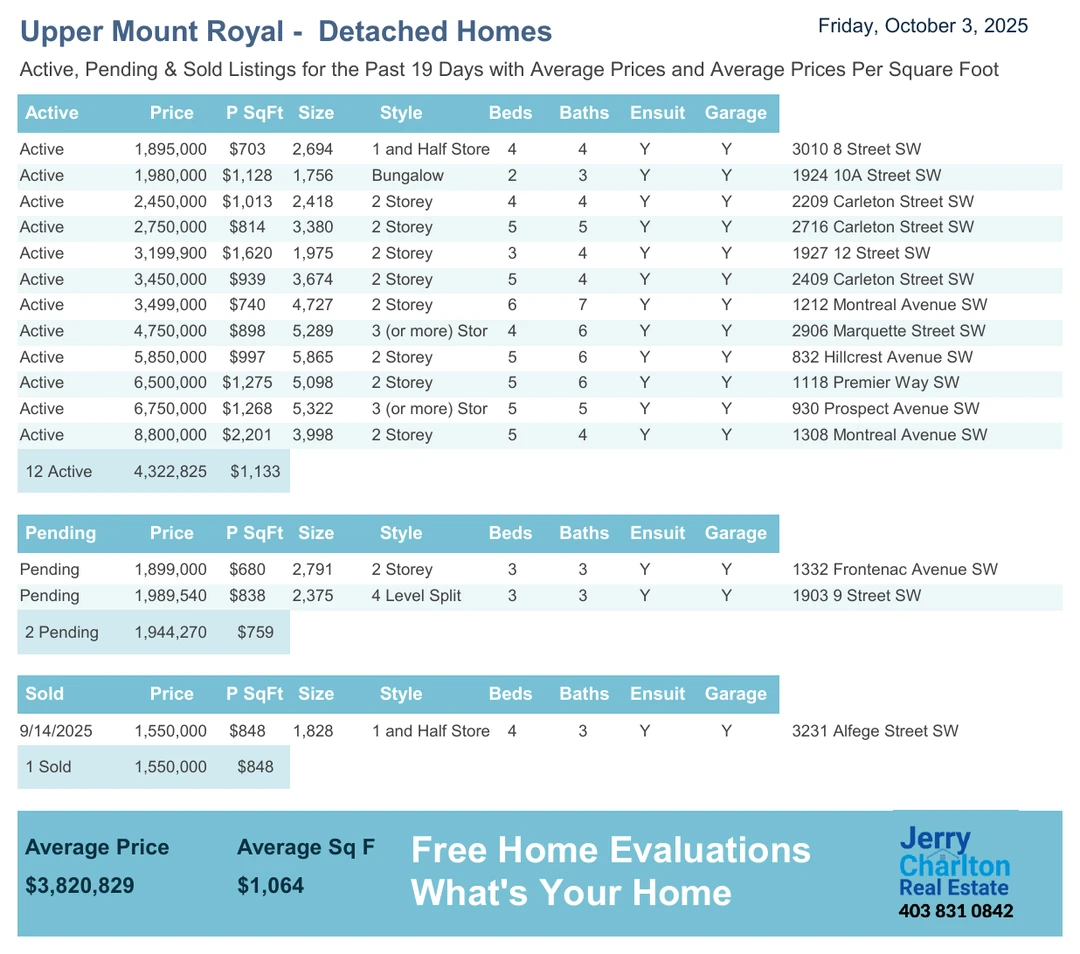 Upper Mount Royal - Detached Homes
Friday, October 3, 2025
Active, Pending & Sold Listings for the Past 19 Days with Average Prices and Average Prices Per Square Foot
Active Price P SqFt Size Style Beds Baths Ensuit Garage
Active 1,895,000 $703 2,694 1 and Half Store 4 4 Y Y 3010 8 Street SW
Active 1,980,000 $1,128 1,756 Bungalow 2 3 Y Y 1924 10A Street SW
Active 2,450,000 $1,013 2,418 2 Storey 4 4 Y Y 2209 Carleton Street SW
Active 2,750,000 $814 3,380 2 Storey 5 5 Y Y 2716 Carleton Street SW
Active 3,199,900 $1,620 1,975 2 Storey 3 4 Y Y 1927 12 Street SW
Active 3,450,000 $939 3,674 2 Storey 5 4 Y Y 2409 Carleton Street SW
Active 3,499,000 $740 4,727 2 Storey 6 7 Y Y 1212 Montreal Avenue SW
Active 4,750,000 $898 5,289 3 (or more) Stor 4 6 Y Y 2906 Marquette Street SW
Active 5,850,000 $997 5,865 2 Storey 5 6 Y Y 832 Hillcrest Avenue SW
Active 6,500,000 $1,275 5,098 2 Storey 5 6 Y Y 1118 Premier Way SW
Active 6,750,000 $1,268 5,322 3 (or more) Stor 5 5 Y Y 930 Prospect Avenue SW
Active 8,800,000 $2,201 3,998 2 Storey 5 4 Y Y 1308 Montreal Avenue SW
12 Active 4,322,825 $1,133
Pending Price P SqFt Size Style Beds Baths Ensuit Garage
Pending 1,899,000 $680 2,791 2 Storey 3 3 Y Y 1332 Frontenac Avenue SW
Pending 1,989,540 $838 2,375 4 Level Split 3 3 Y Y 1903 9 Street SW
2 Pending 1,944,270 $759
Sold Price P SqFt Size Style Beds Baths Ensuit Garage
9/14/2025 1,550,000 $848 1,828 1 and Half Store 4 3 Y Y 3231 Alfege Street SW
1 Sold 1,550,000 $848
Average Price Average Sq F
$3,820,829 $1,064
Free Home Evaluations
What's Your Home
Jerry
Charlton
Real Estate
403 831 0842